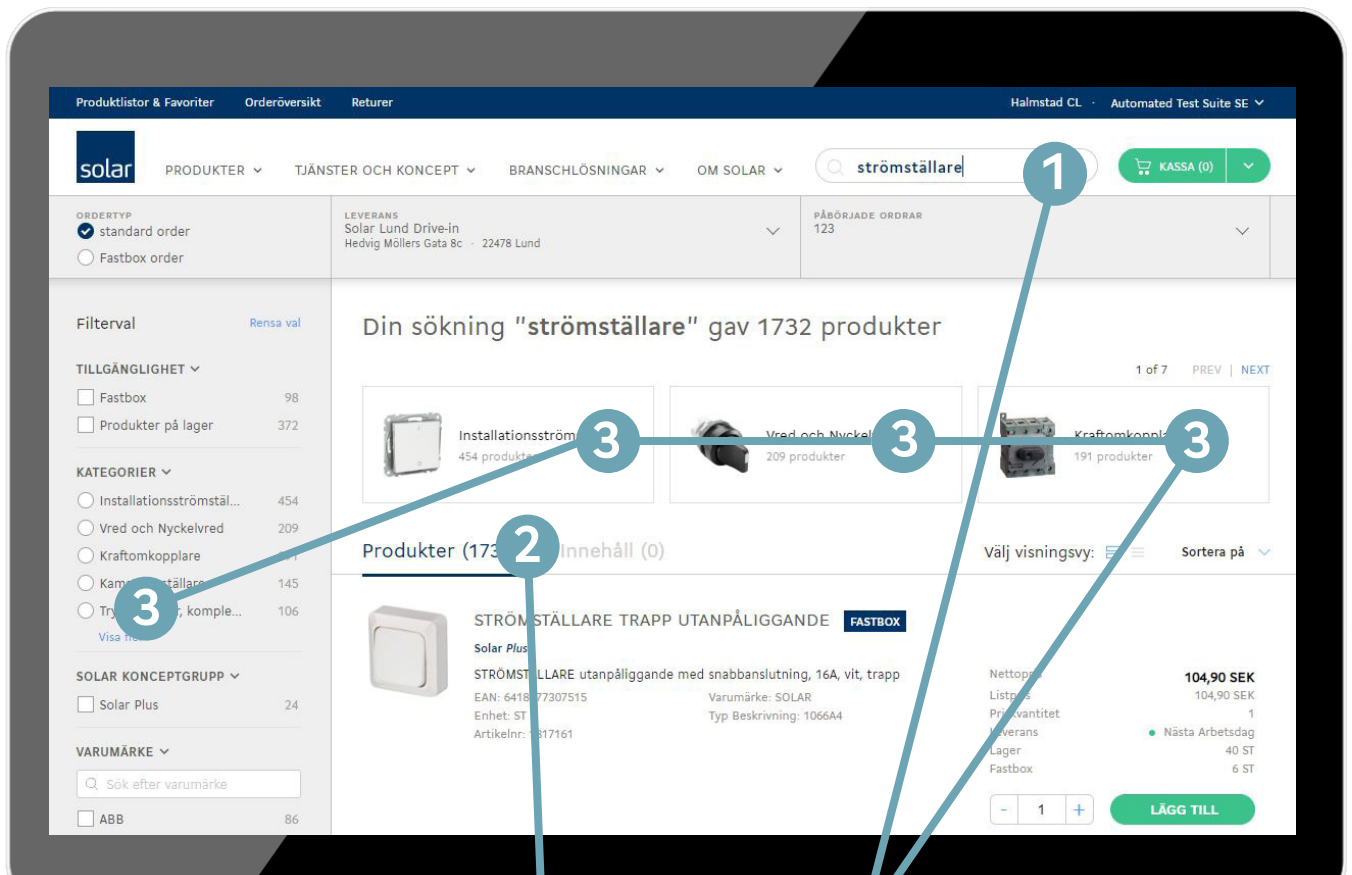 Produktlistor & Favoriter Orderöversikt Returer Halmstad CL · Automated Test Suite SE
solar PRODUKTER TJÄNSTER OCH KONCEPT BRANSCHLÖSNINGAR OM SOLAR strömställare 1 KASSA (0)
ORDERTYP
standard order
Fastbox order
LEVERANS
Solar Lund Drive-in
Hedvig Möllers Gata 8c · 22478 Lund
PÅBÖRJADE ORDRAR
123
Filterval Rensa val
TILLGÄNGLIGHET
Fastbox 98
Produkter på lager 372
KATEGORIER
Installationsströmstäl... 454
Vred och Nyckelvred 209
Kraftomkopplare
145
3 komple... 106
Visa
SOLAR KONCEPTGRUPP
Solar Plus 24
VARUMÄRKE
Sök efter varumärke
ABB 86
Din sökning "strömställare" gav 1732 produkter
1 of 7 PREV | NEXT
3
454 produkter
Vred och 3
209 produkter
3
191 produkter
Produkter 2 Innehåll (0) Välj visningsvy: Sortera på
STRÖMSTÄLLARE TRAPP UTANPÅLIGGANDE FASTBOX
Solar Plus
STRÖMSTÄLLARE utanpåliggande med snabbanslutning, 16A, vit, trapp
EAN: Varumärke: SOLAR
Enhet: ST Typ Beskrivning: 1066A4
Artikelnr:
Nettopris 104,90 SEK
Listpris 104,90 SEK
Priskvantitet 1
Leverans Nästa Arbetsdag
Lager 40 ST
Fastbox 6 ST
- 1 + LÄGG TILL